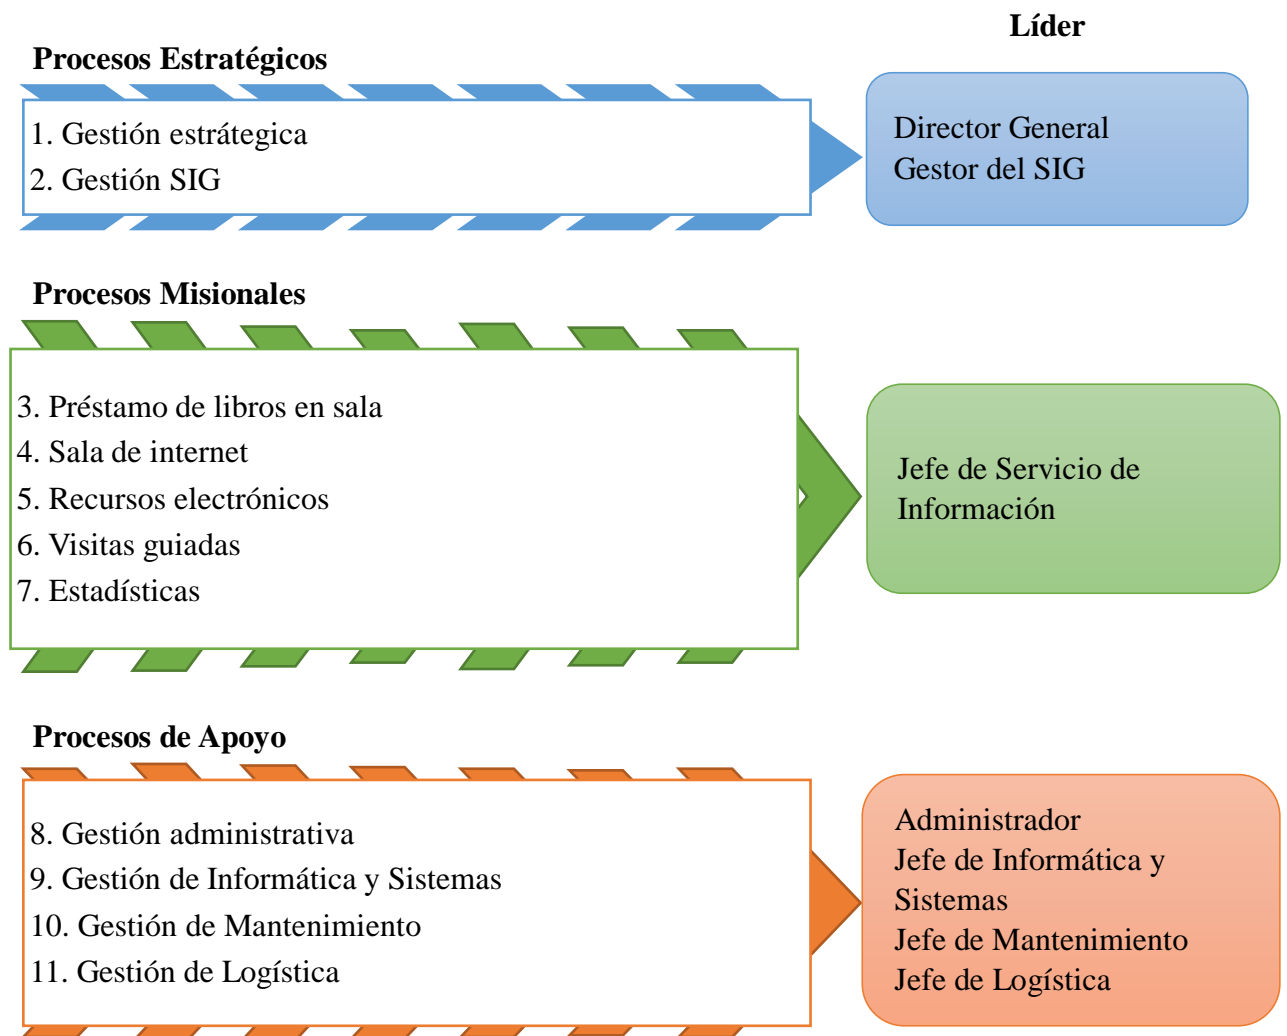 Líder
Procesos Estratégicos
1. Gestión estrátegica
2. Gestión SIG
Director General
Gestor del SIG
Procesos Misionales
3. Préstamo de libros en sala
4. Sala de internet
5. Recursos electrónicos
6. Visitas guiadas
7. Estadísticas
Jefe de Servicio de
Información
Procesos de Apoyo
8. Gestión administrativa
9. Gestión de Informática y Sistemas
10. Gestión de Mantenimiento
11. Gestión de Logística
Administrador
Jefe de Informática y
Sistemas
Jefe de Mantenimiento
Jefe de Logística